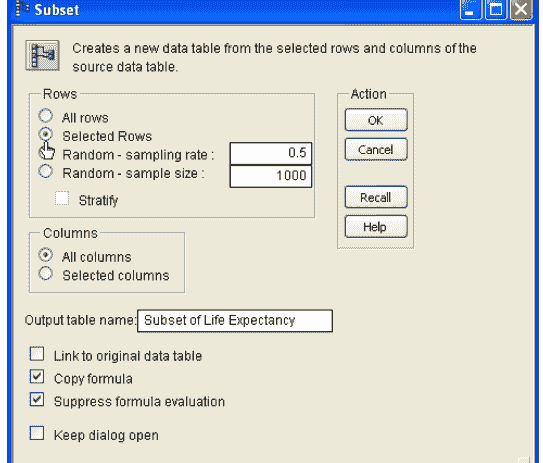 Subset
Creates a new data table from the selected rows and columns of the
source data table.
Rows
All rows
Selected Rows
Random - sampling rate : 0.5
Random - sample size : 1000
Stratify
Action
OK
Cancel
Recall
Help
Columns
All columns
Selected columns
Output table name: Subset of Life Expectancy
Link to original data table
Copy formula
Suppress formula evaluation
Keep dialog open